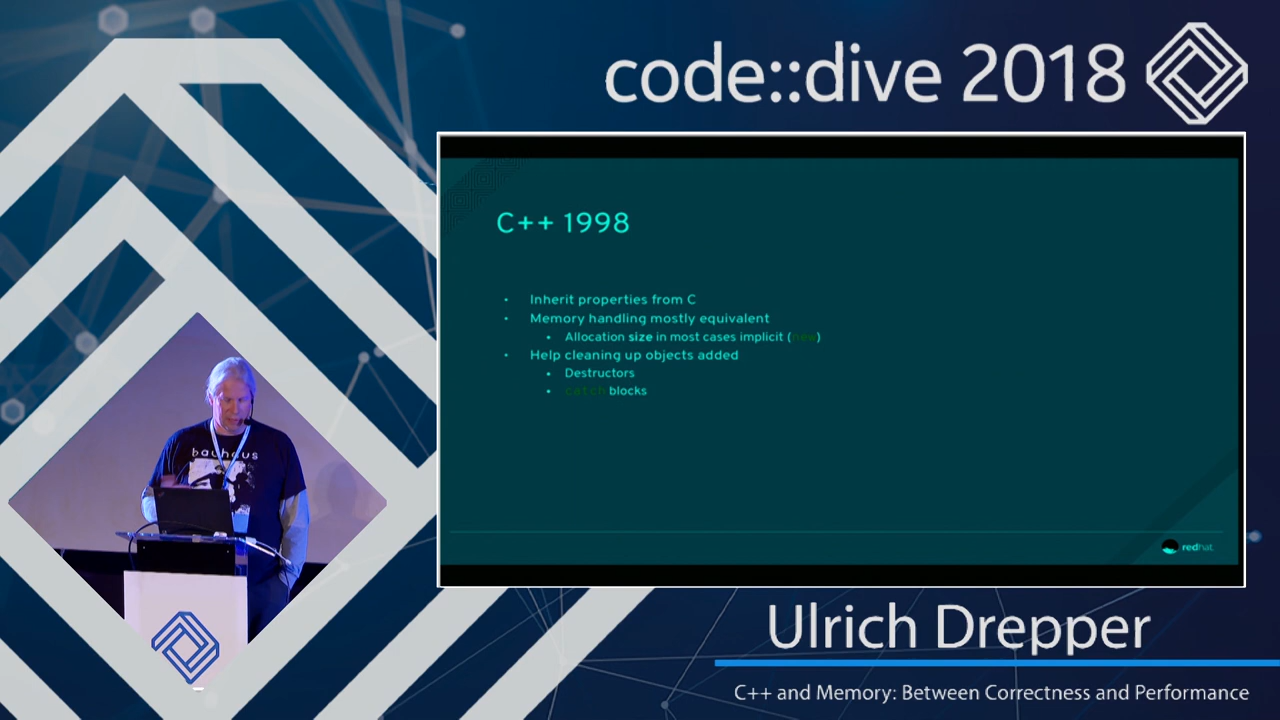 code::dive 2018
C++ 1998
• Inherit properties from C
• Memory handling mostly equivalent
• Allocation size in most cases implicit (new)
• Help cleaning up objects added
• Destructors
• catch blocks
redhat
bauhaus
Ulrich Drepper
C++ and Memory: Between Correctness and Performance